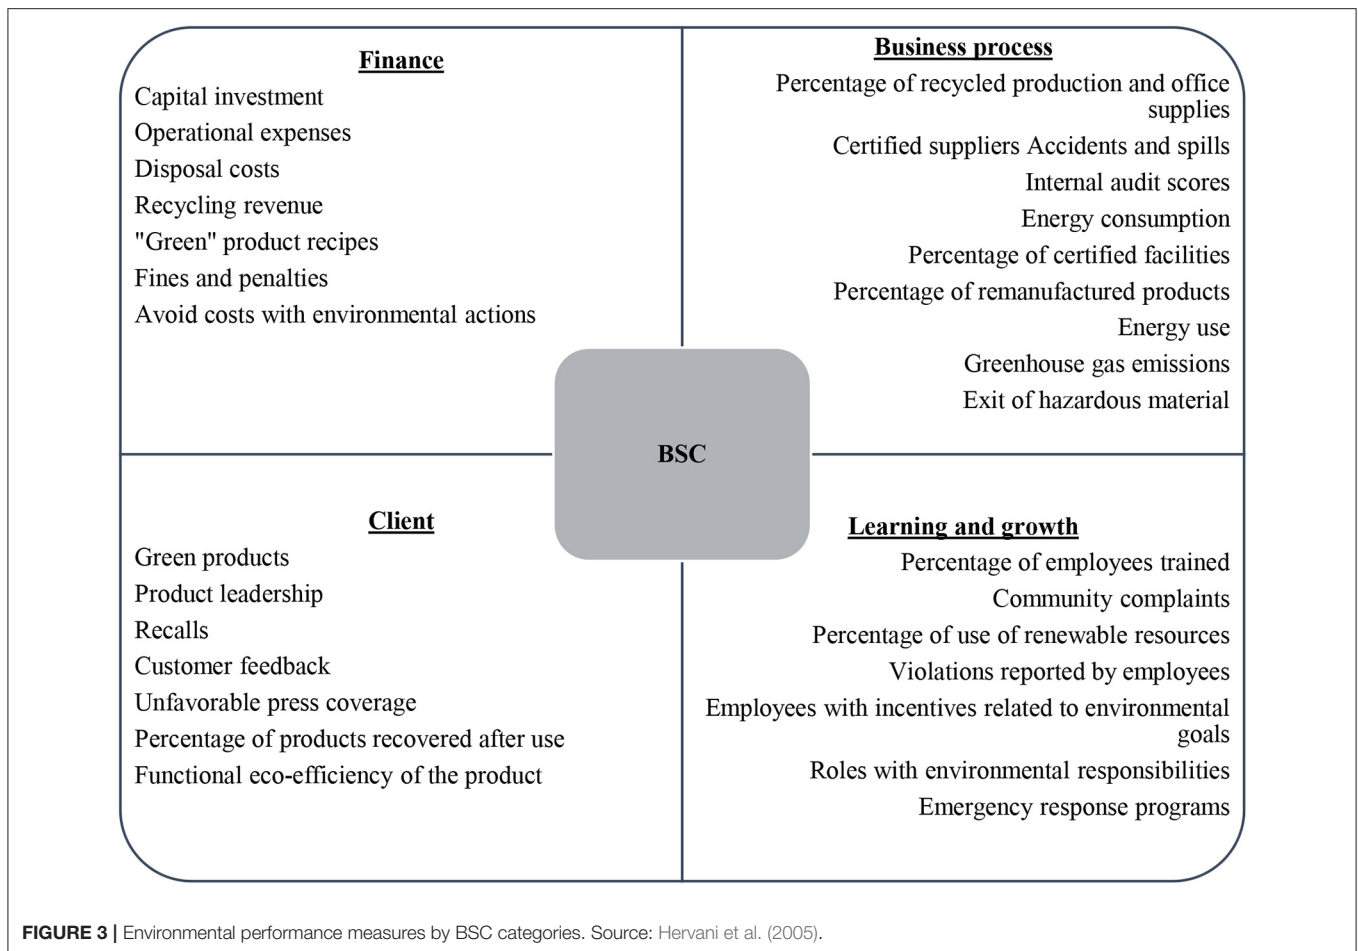 Finance
Capital investment
Operational expenses
Disposal costs
Recycling revenue
"Green" product recipes
Fines and penalties
Avoid costs with environmental actions
Business process
Percentage of recycled production and office
supplies
Certified suppliers Accidents and spills
Internal audit scores
Energy consumption
Percentage of certified facilities
Percentage of remanufactured products
Energy use
Greenhouse gas emissions
Exit of hazardous material
BSC
Client
Green products
Product leadership
Recalls
Customer feedback
Unfavorable press coverage
Percentage of products recovered after use
Functional eco-efficiency of the product
Learning and growth
Percentage of employees trained
Community complaints
Percentage of use of renewable resources
Violations reported by employees
Employees with incentives related to environmental
goals
Roles with environmental responsibilities
Emergency response programs
FIGURE 3 | Environmental performance measures by BSC categories. Source: Hervani et al. (2005).